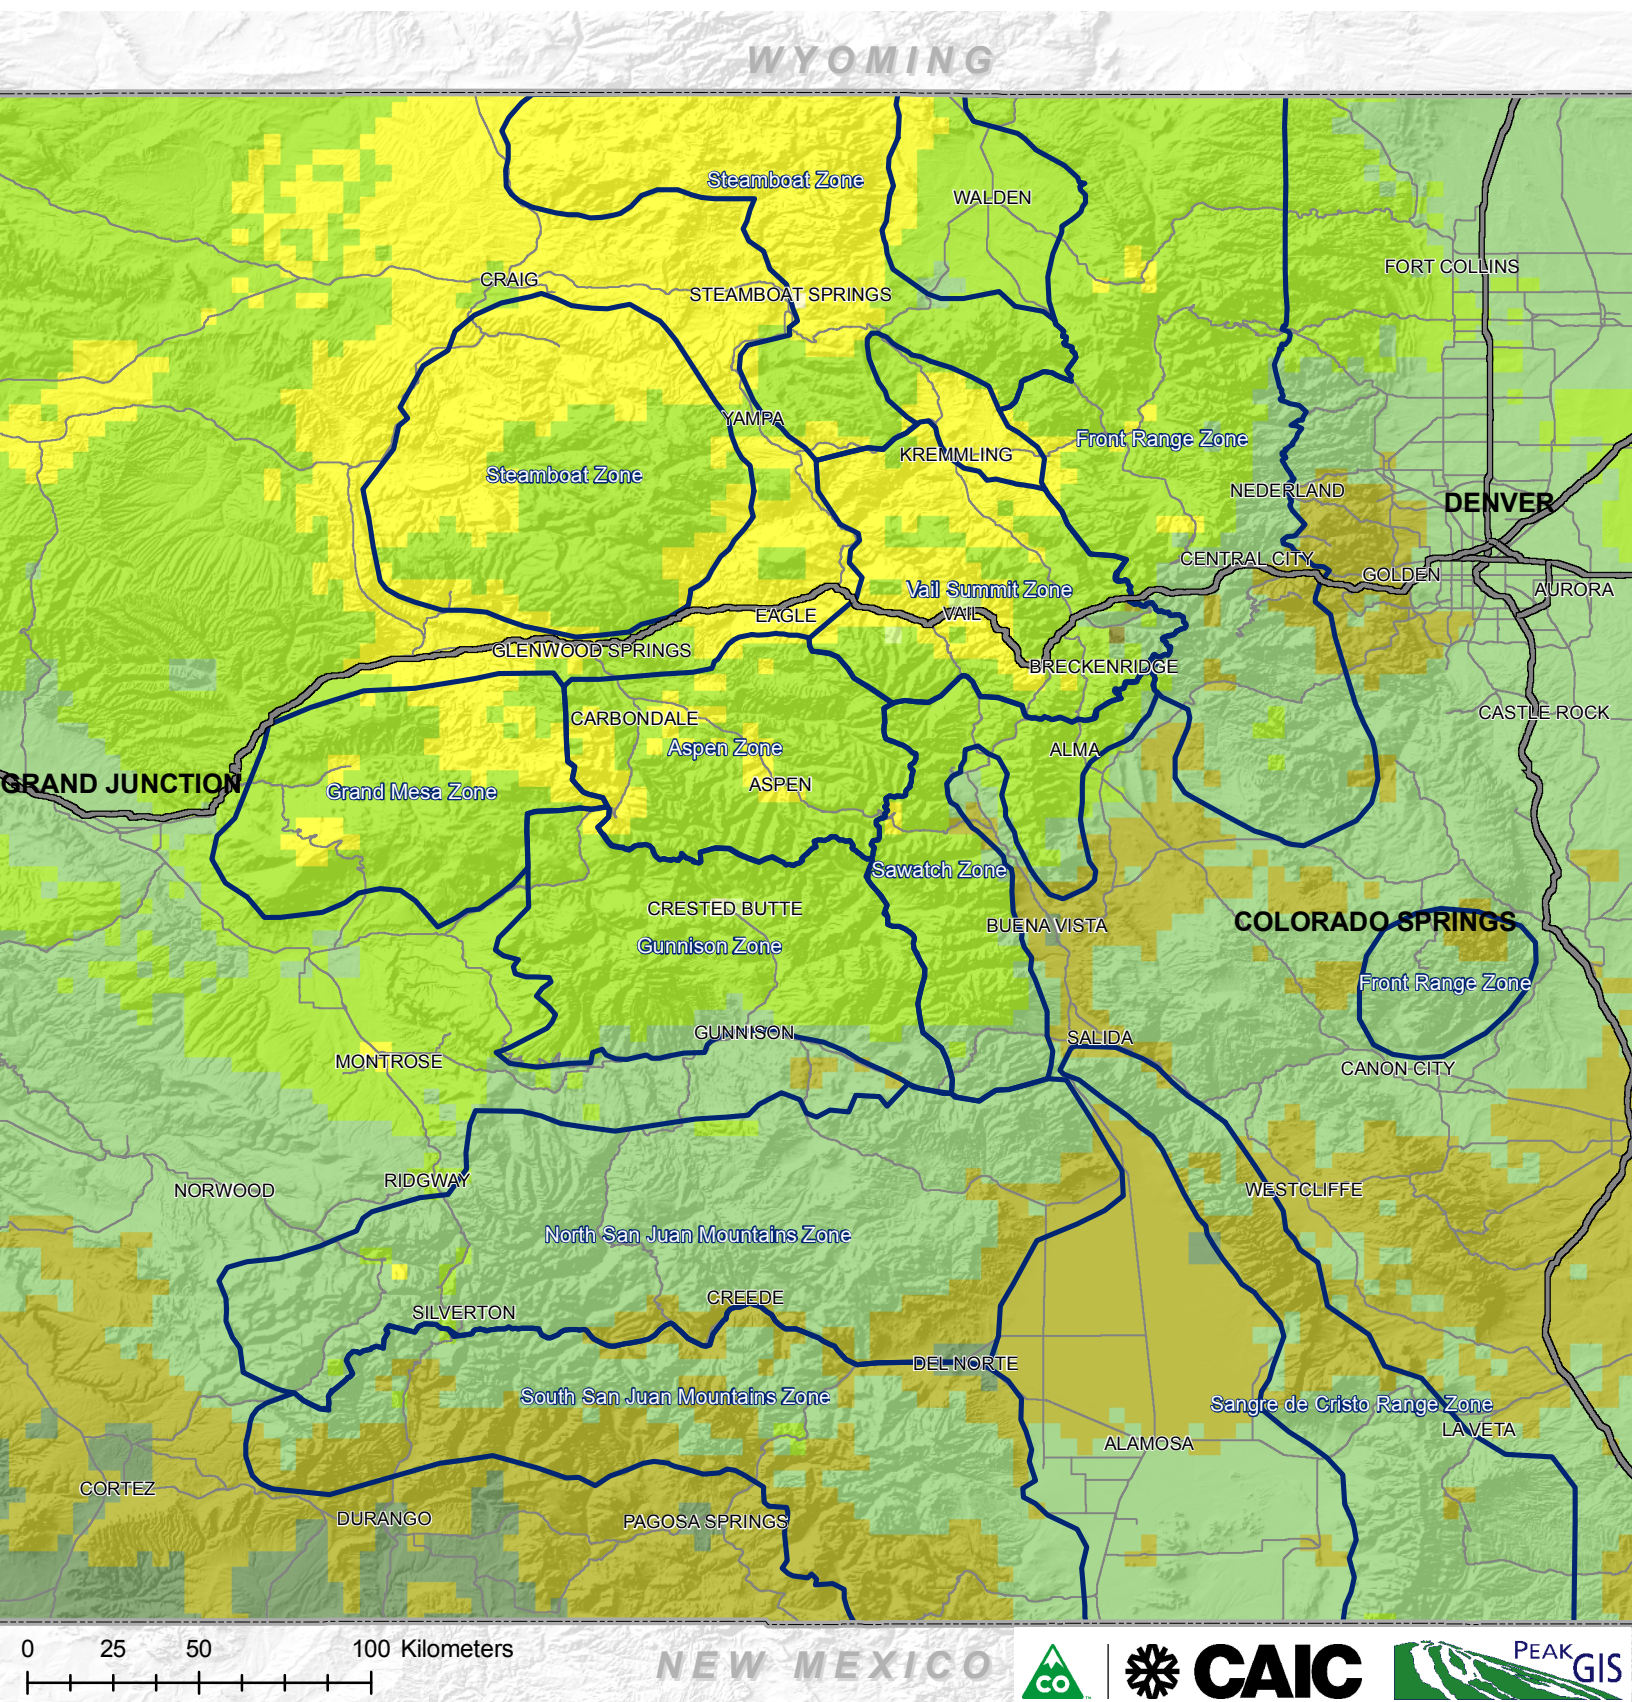 WYOMING
Steamboat Zone
WALDEN
FORT COLLINS
CRAIG
STEAMBOAT SPRINGS
YAMPA
Front Range Zone
KREMMLING
Steamboat Zone
NEDERLAND
DENVER
CENTRAL CITY
GOLDEN
AURORA
Vail Summit Zone
EAGLE
VAIL
GLENWOOD SPRINGS
BRECKENRIDGE
CARBONDALE
CASTLE ROCK
Aspen Zone
ALMA
GRAND JUNCTION
Grand Mesa Zone
ASPEN
Sawatch Zone
CRESTED BUTTE
BUENA VISTA
COLORADO SPRINGS
Gunnison Zone
Front Range Zone
GUNNISON
SALIDA
MONTROSE
CANON CITY
RIDGWAY
NORWOOD
WESTCLIFFE
North San Juan Mountains Zone
CREEDE
SILVERTON
DEL NORTE
South San Juan Mountains Zone
Sangre de Cristo Range Zone
LA VETA
ALAMOSA
CORTEZ
DURANGO
PAGOSA SPRINGS
0 25 50 100 Kilometers
NEW MEXICO
CO
CAIC
PEAK GIS